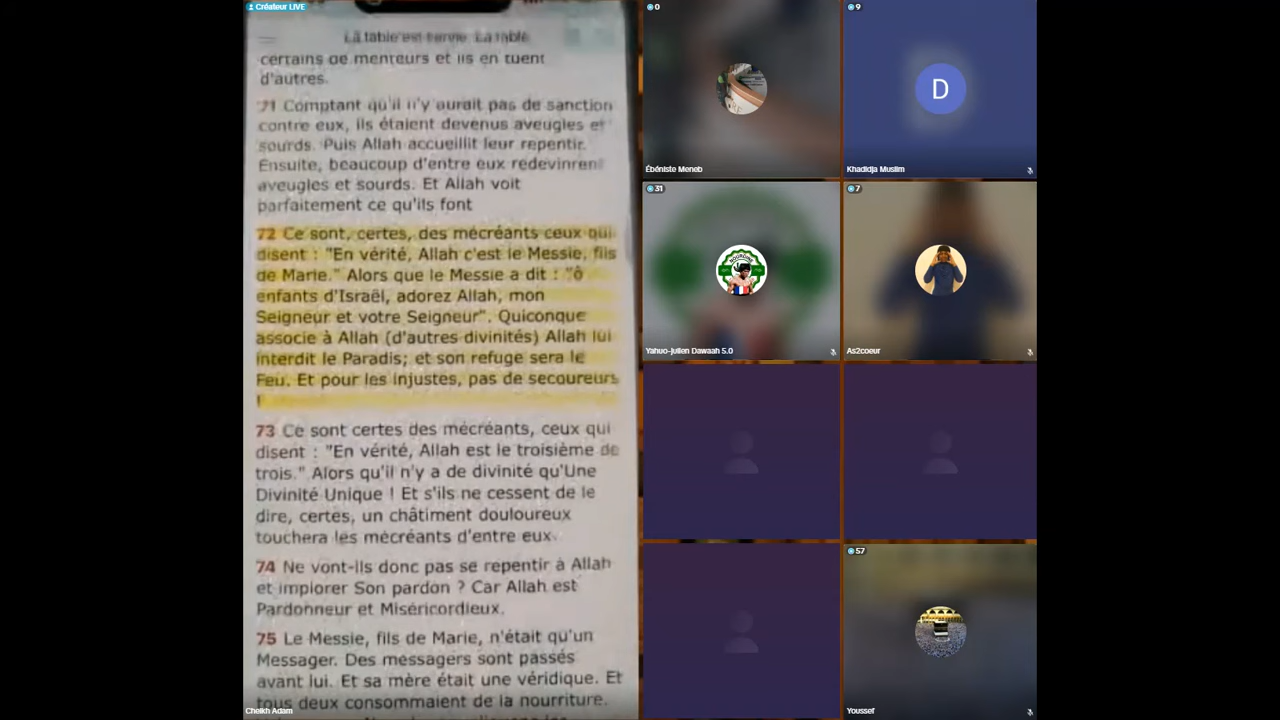 Créateur LIVE
La table est servie La table
certains de menteurs et ils en tuent
d'autres.
71 Comptant qu'il n'y aurait pas de sanction
contre eux, ils étaient devenus aveugles et
sourds. Puis Allah accueillit leur repentir.
Ensuite, beaucoup d'entre eux redevinrent
aveugles et sourds. Et Allah voit
parfaitement ce qu'ils font
72 Ce sont, certes, des mécréants ceux qui
disent : "En vérité, Allah c'est le Messie, fils
de Marie." Alors que le Messie a dit : "ô
enfants d'Israël, adorez Allah, mon
Seigneur et votre Seigneur". Quiconque
associe à Allah (d'autres divinités) Allah lui
interdit le Paradis; et son refuge sera le
Feu. Et pour les injustes, pas de secoureurs
!
73 Ce sont certes des mécréants, ceux qui
disent : "En vérité, Allah est le troisième de
trois." Alors qu'il n'y a de divinité qu'Une
Divinité Unique ! Et s'ils ne cessent de le
dire, certes, un châtiment douloureux
touchera les mécréants d'entre eux.
74 Ne vont-ils donc pas se repentir à Allah
et implorer Son pardon ? Car Allah est
Pardonneur et Miséricordieux.
75 Le Messie, fils de Marie, n'était qu'un
Messager. Des messagers sont passés
avant lui. Et sa mère était une véridique. Et
tous deux consommaient de la nourriture.
Cheikh Adam
0
Ébéniste Meneb
9
D
Khadidja Muslim
31
Yahuo-julien Dawaah 5.0
7
As2coeur
57
Youssef